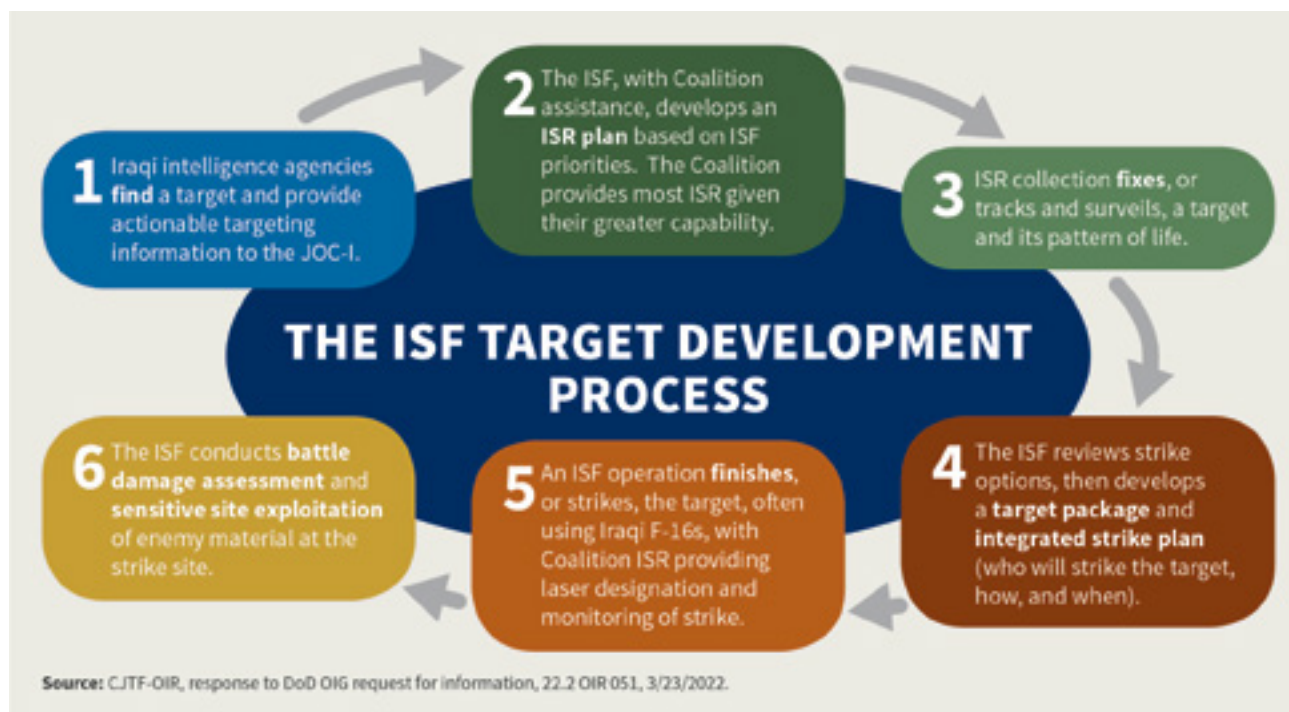 1 Iraqi intelligence agencies
find a target and provide
actionable targeting
information to the JOC-I.
2 The ISF, with Coalition
assistance, develops an
ISR plan based on ISF
priorities. The Coalition
provides most ISR given
their greater capability.
3 ISR collection fixes, or
tracks and surveils, a target
and its pattern of life.
THE ISF TARGET DEVELOPMENT
PROCESS
4 The ISF reviews strike
options, then develops
a target package and
integrated strike plan
(who will strike the target,
how, and when).
5 An ISF operation finishes,
or strikes, the target, often
using Iraqi F-16s, with
Coalition ISR providing
laser designation and
monitoring of strike.
6 The ISF conducts battle
damage assessment and
sensitive site exploitation
of enemy material at the
strike site.
Source: CJTF-OIR, response to DoD OIG request for information, 22.2 OIR 051, 3/23/2022.